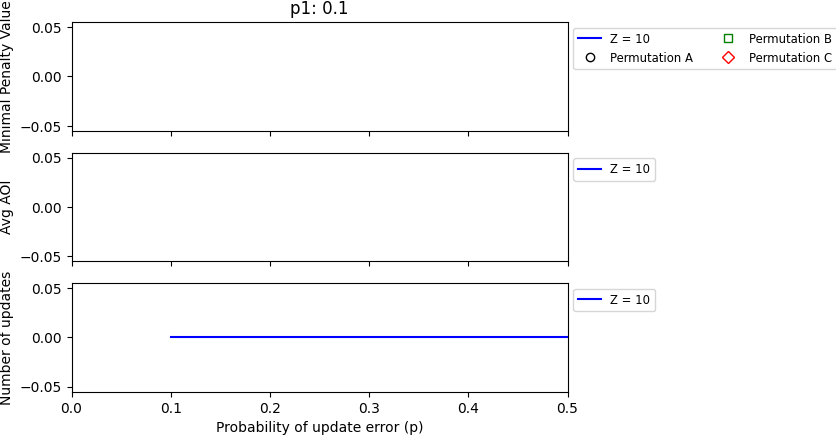 p1: 0.1
Minimal Penalty Value
0.05
0.00
−0.05
Z = 10
Permutation A
Permutation B
Permutation C
Avg AOI
0.05
0.00
−0.05
Z = 10
Number of updates
0.05
0.00
−0.05
Z = 10
0.0 0.1 0.2 0.3 0.4 0.5
Probability of update error (p)